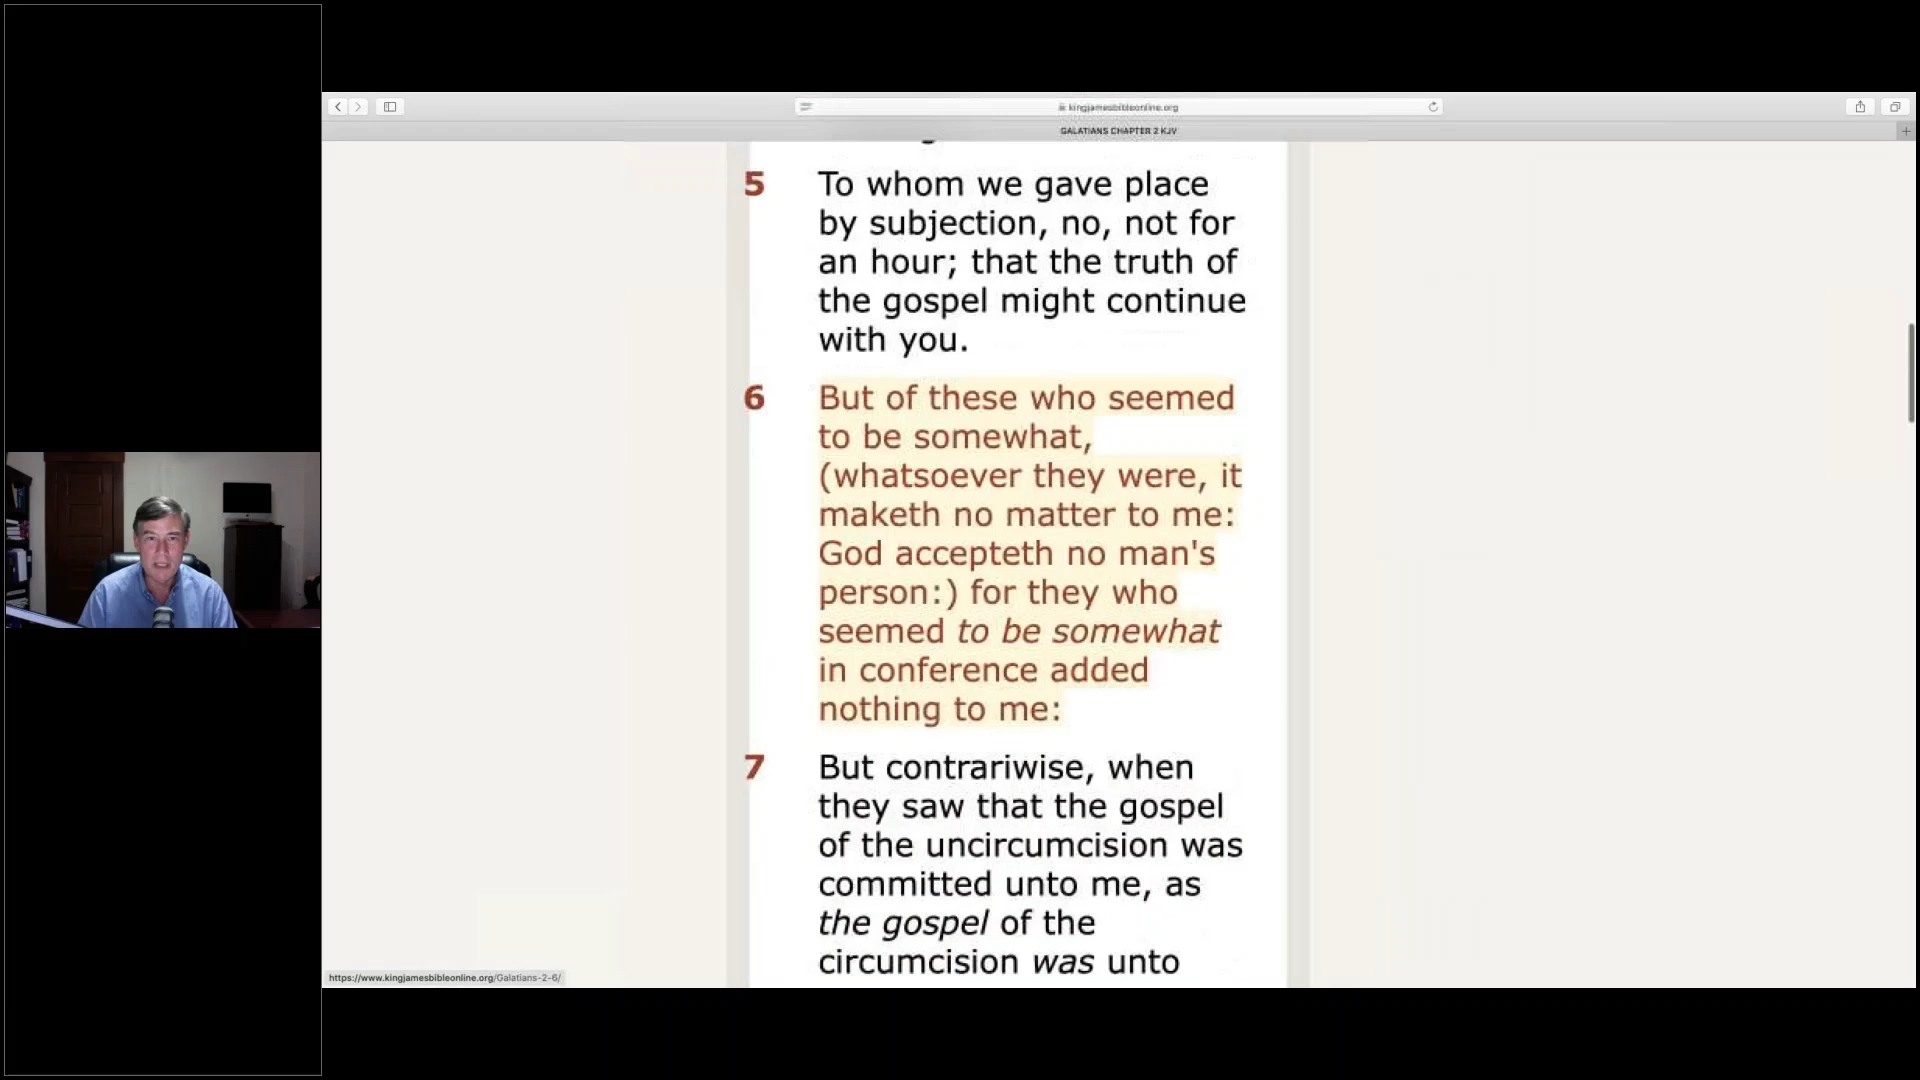 kingjamesbibleonline.org
GALATIANS CHAPTER 2 KJV
5 To whom we gave place
by subjection, no, not for
an hour; that the truth of
the gospel might continue
with you.
6 But of these who seemed
to be somewhat,
(whatsoever they were, it
maketh no matter to me:
God accepteth no man's
person:) for they who
seemed to be somewhat
in conference added
nothing to me:
7 But contrariwise, when
they saw that the gospel
of the uncircumcision was
committed unto me, as
the gospel of the
circumcision was unto
https://www.kingjamesbibleonline.org/Galatians-2-6/